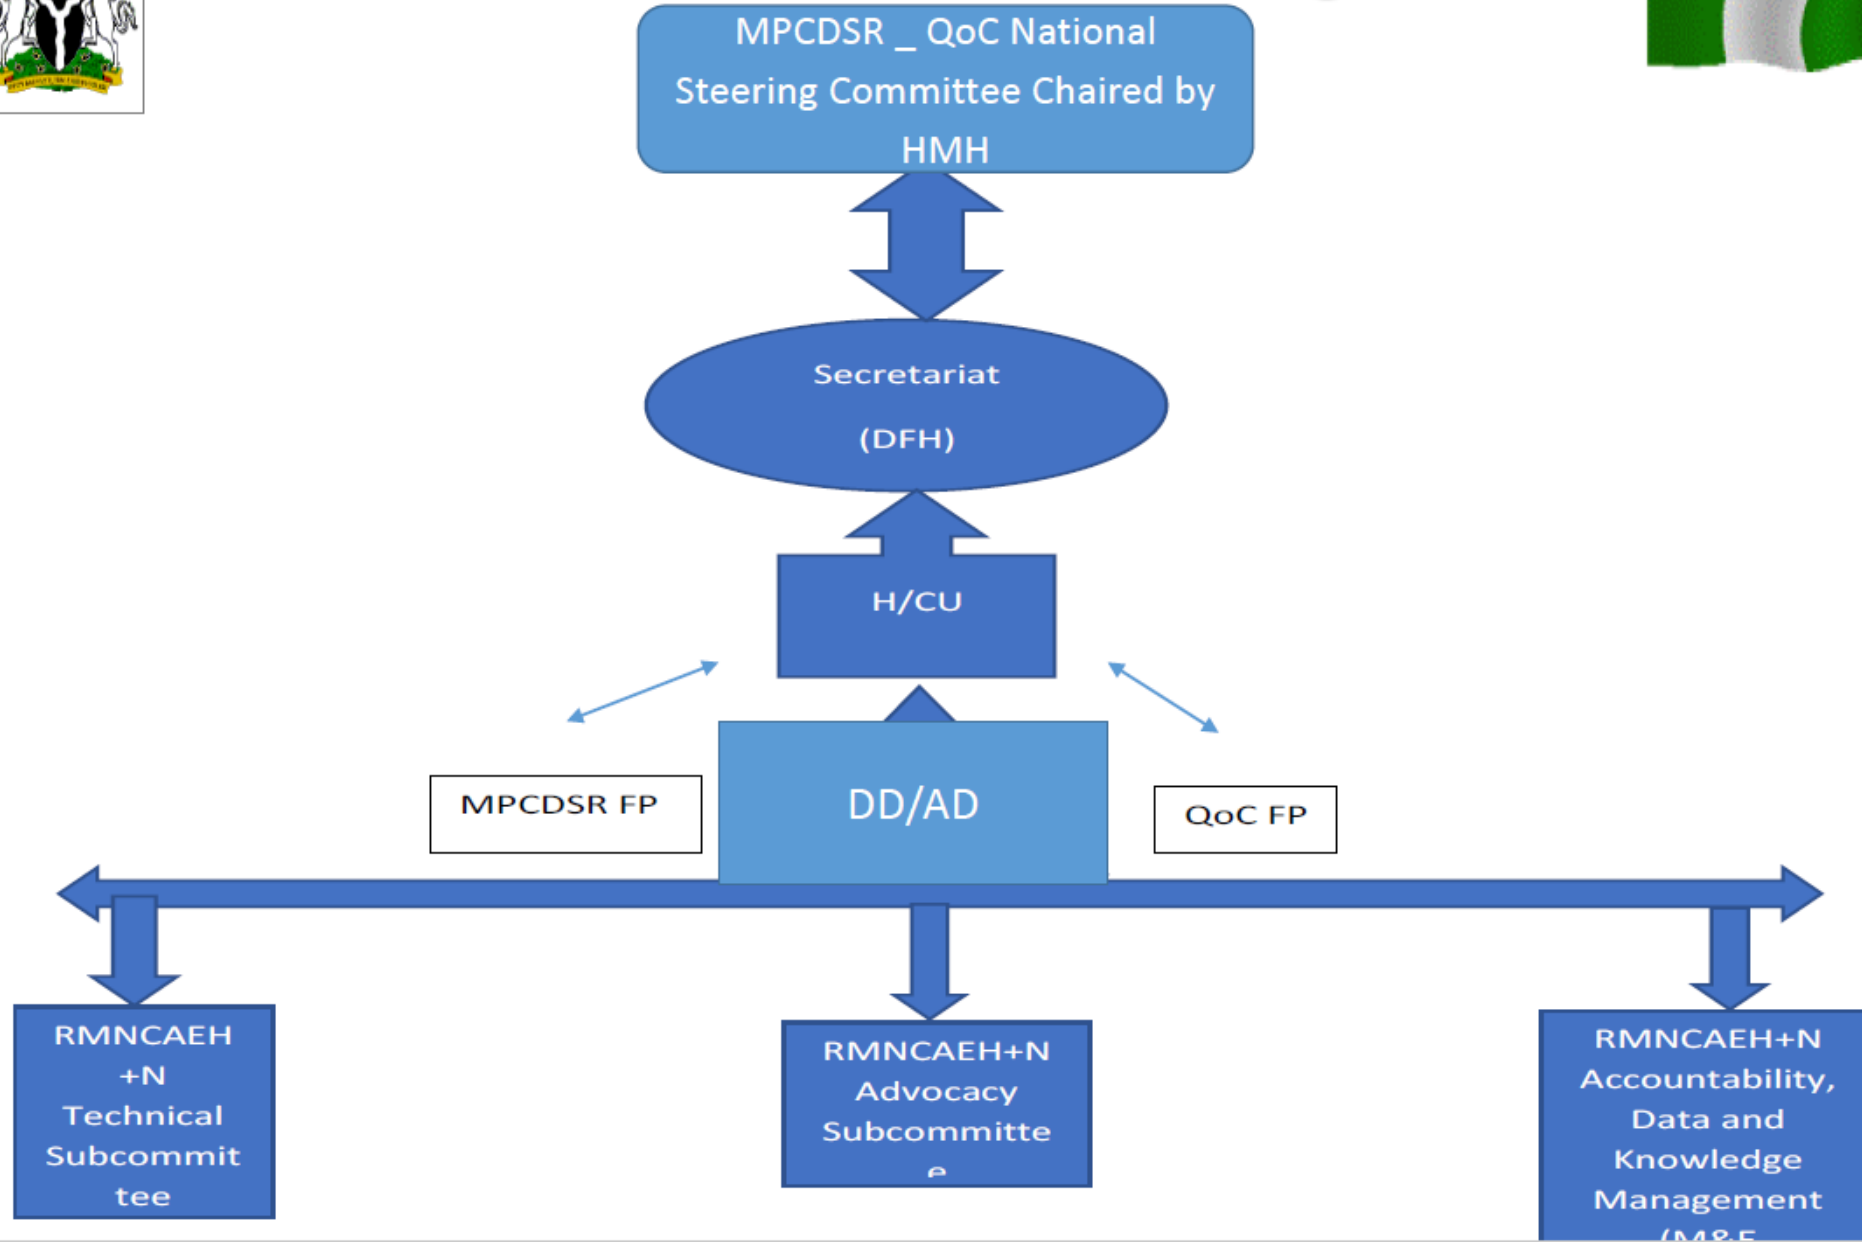 MPCDSR _ QoC National
Steering Committee Chaired by
HMH
Secretariat
(DFH)
H/CU
MPCDSR FP
DD/AD
QoC FP
RMNCAEH
+N
Technical
Subcommit
tee
RMNCAEH+N
Advocacy
Subcommitte
e
RMNCAEH+N
Accountability,
Data and
Knowledge
Management